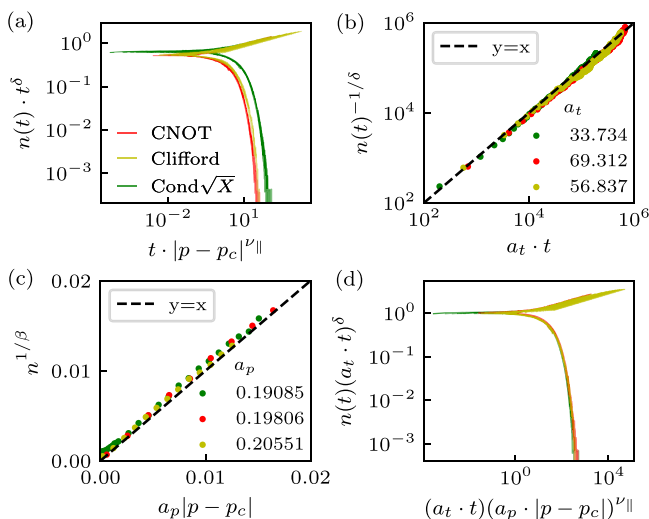 (a)
n(t) · t^δ
10^0
10^−1
10^−2
10^−3
CNOT
Clifford
Cond√X
10^−2
10^1
t · |p − p_c|^ν∥
(b)
n(t)^−1/δ
10^6
10^4
10^2
y=x
a_t
33.734
69.312
56.837
10^2
10^4
10^6
a_t · t
(c)
n^1/β
0.02
0.01
0.00
y=x
a_p
0.19085
0.19806
0.20551
0.00
0.01
0.02
a_p|p − p_c|
(d)
n(t)(a_t · t)^δ
10^0
10^−1
10^−2
10^−3
10^0
10^4
(a_t · t)(a_p · |p − p_c|)^ν∥